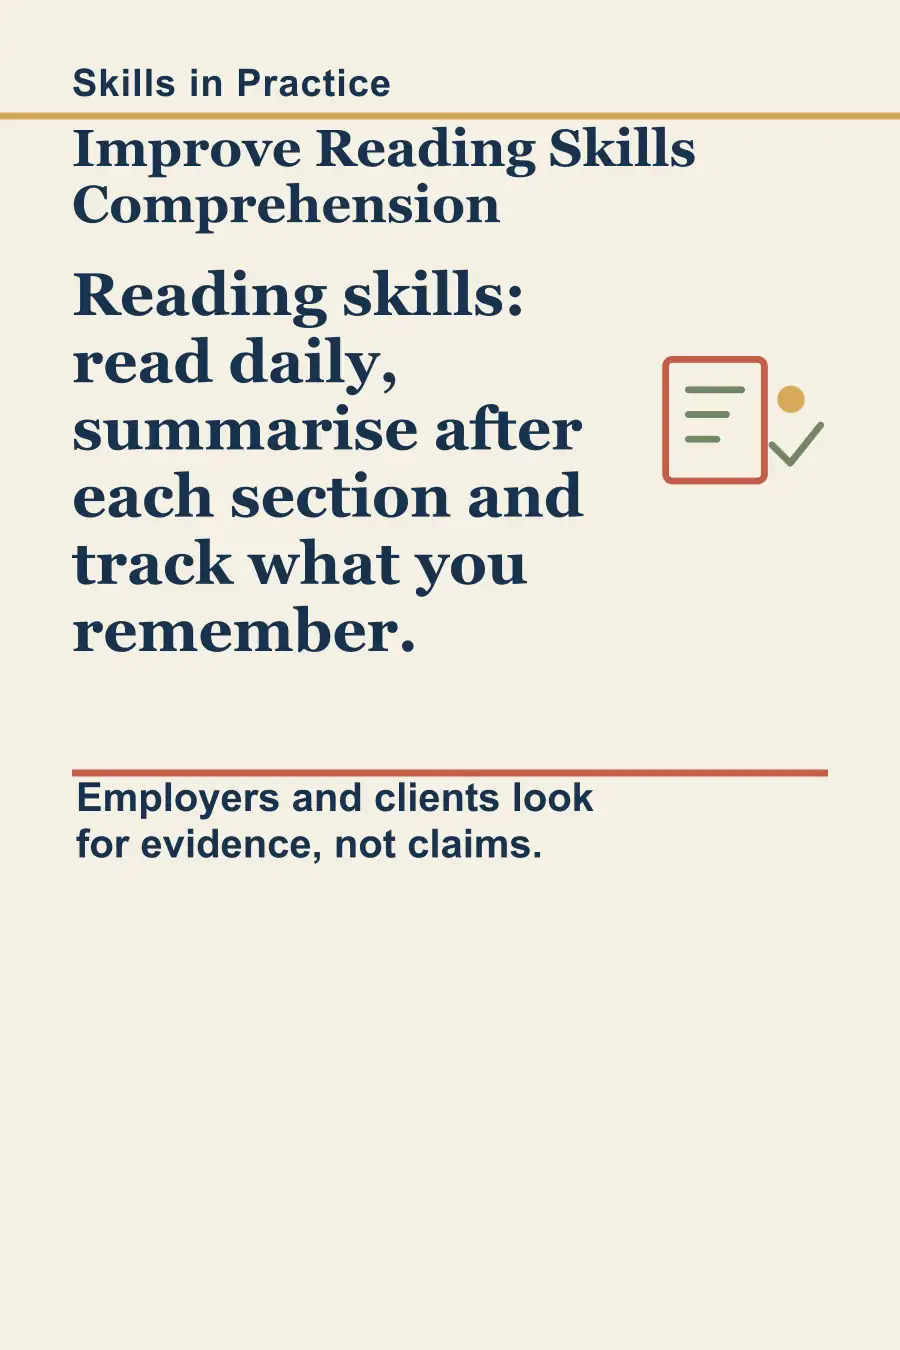 Skills in Practice
Improve Reading Skills
Comprehension
Reading skills:
read daily,
summarise after
each section and
track what you
remember.
Employers and clients look
for evidence, not claims.